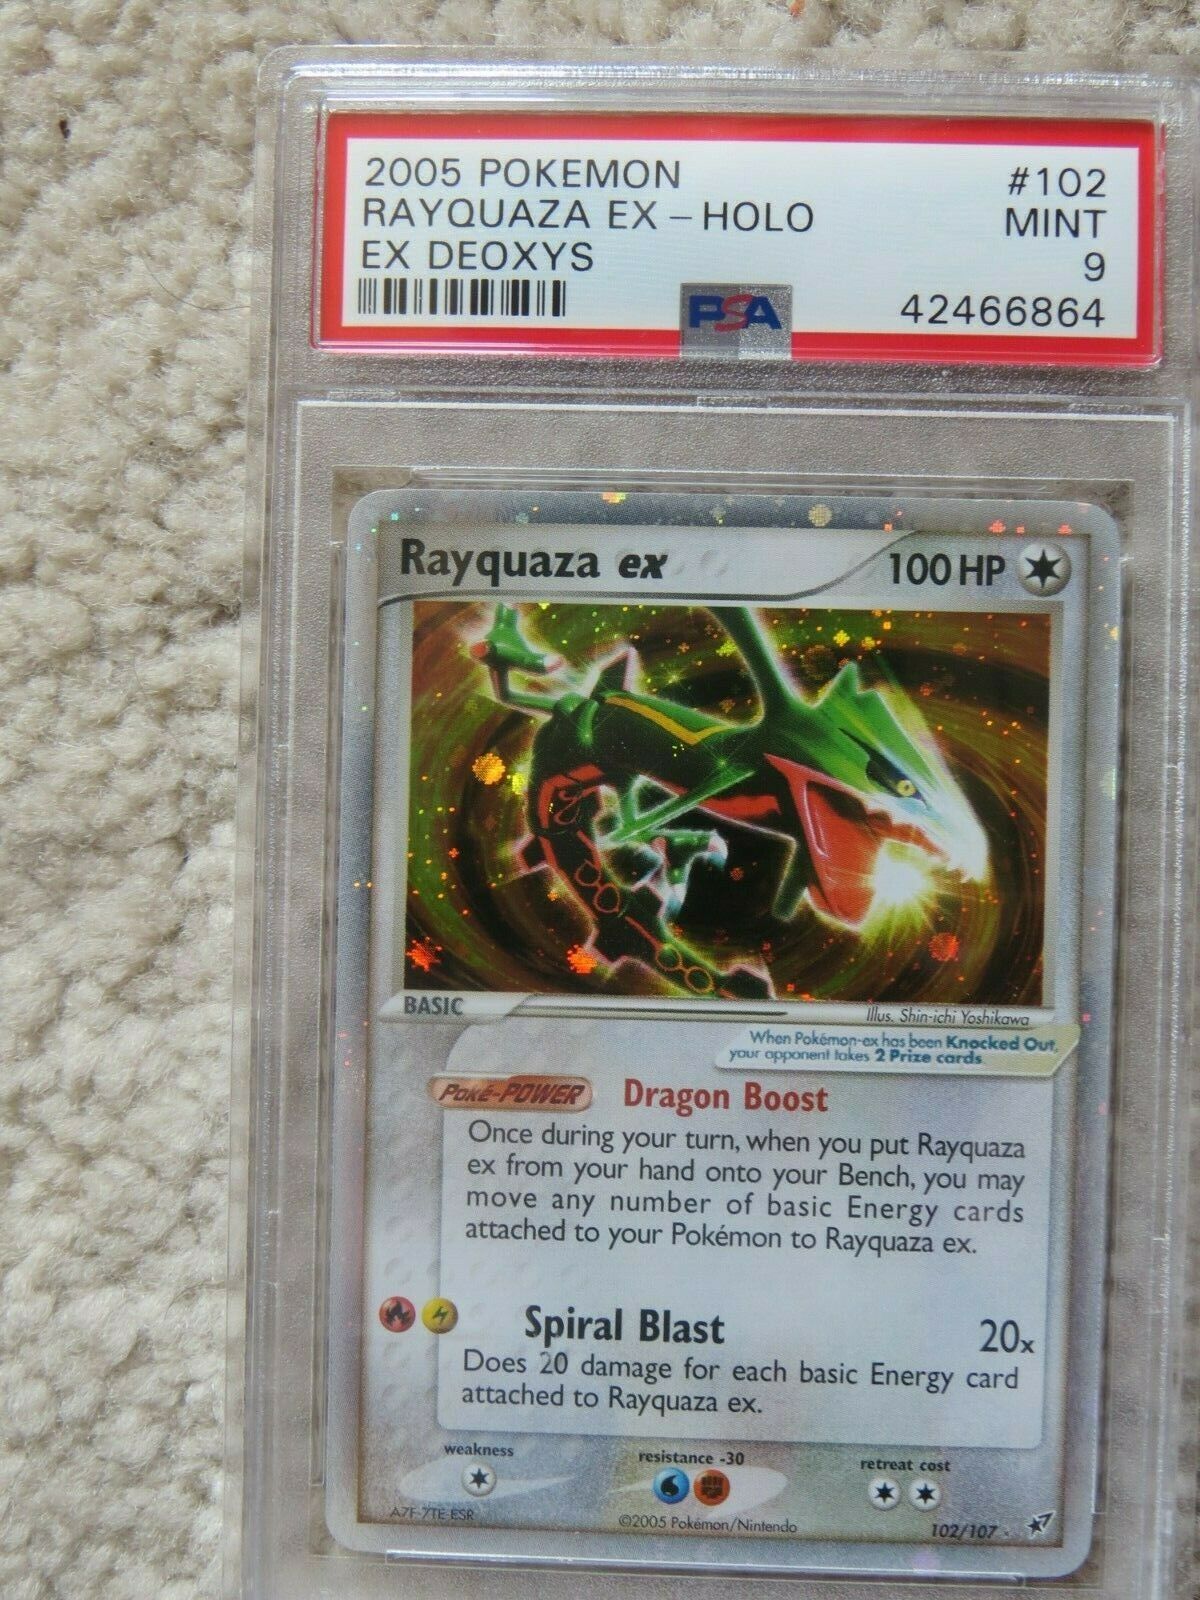 2005 POKEMON #102
RAYQUAZA EX - HOLO MINT
EX DEOXYS 9
PSA 42466864
Rayquaza ex 100 HP
BASIC
Illus. Shin-ichi Yoshikawa
When Pokémon-ex has been Knocked Out,
your opponent takes 2 Prize cards.
POKé-POWER Dragon Boost
Once during your turn, when you put Rayquaza
ex from your hand onto your Bench, you may
move any number of basic Energy cards
attached to your Pokémon to Rayquaza ex.
Spiral Blast 20x
Does 20 damage for each basic Energy card
attached to Rayquaza ex.
weakness resistance -30 retreat cost
A7F-7TE-ESR ©2005 Pokémon/Nintendo 102/107